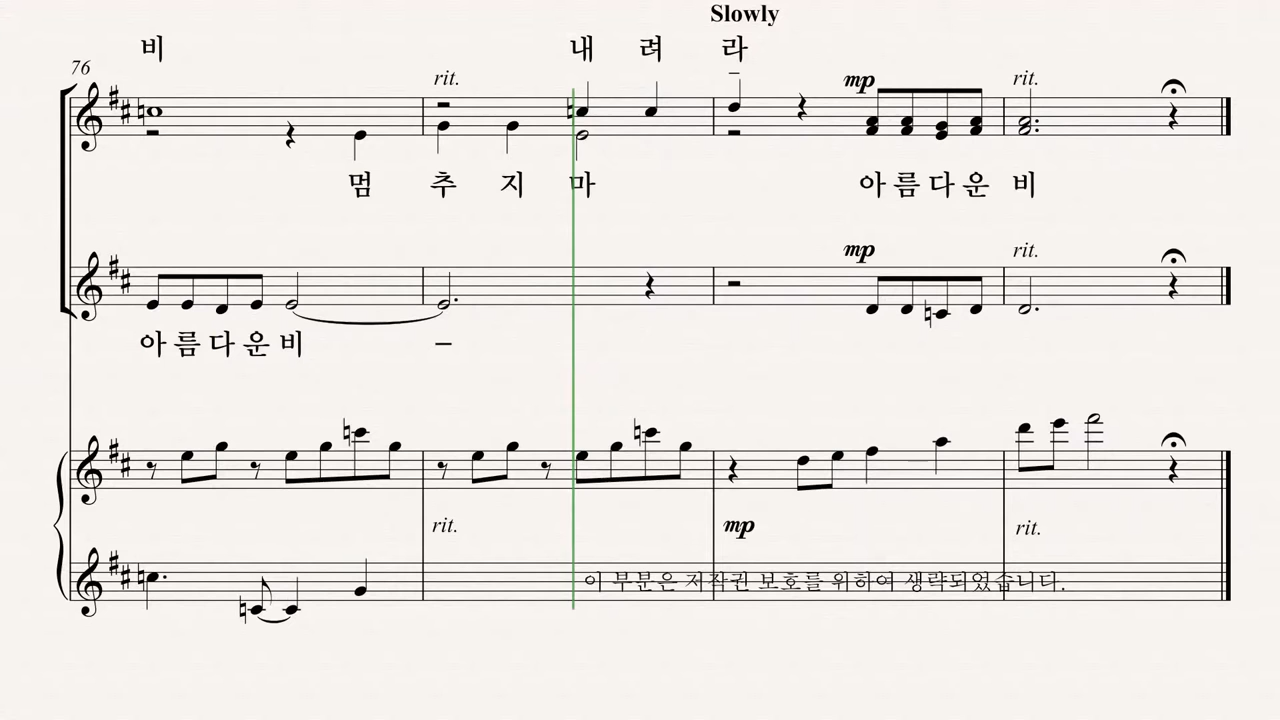 Slowly
비 내 려 라
76
rit. mp rit.
멈 추 지 마 아 름 다 운 비
mp rit.
아 름 다 운 비 –
rit. mp rit.
이 부분은 저작권 보호를 위하여 생략되었습니다.